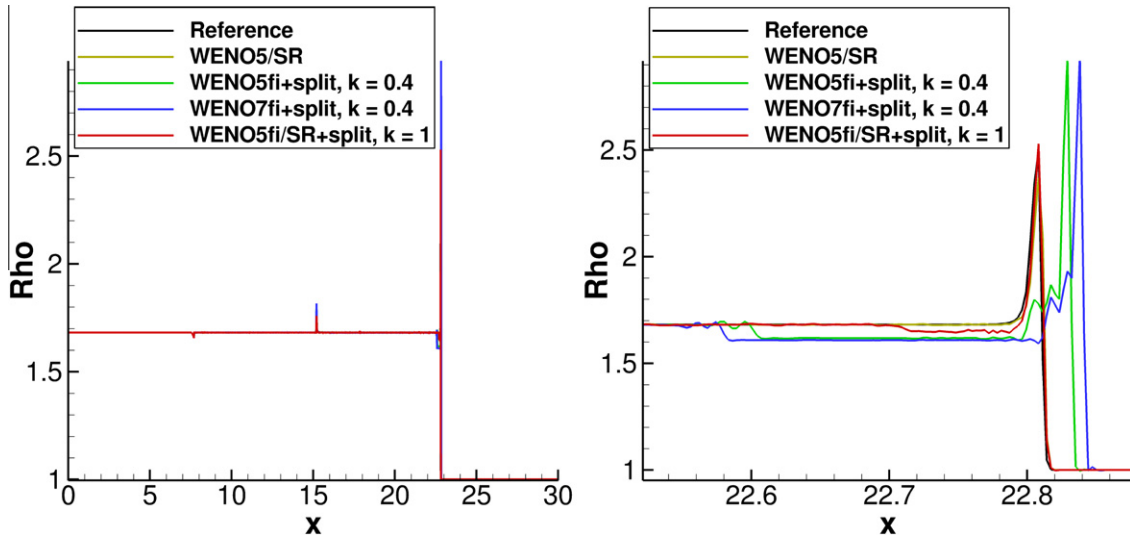 Reference
WENO5/SR
WENO5fi+split, k = 0.4
WENO7fi+split, k = 0.4
WENO5fi/SR+split, k = 1
Rho
2.5
2
1.5
1
0 5 10 15 20 25 30
x
Reference
WENO5/SR
WENO5fi+split, k = 0.4
WENO7fi+split, k = 0.4
WENO5fi/SR+split, k = 1
Rho
2.5
2
1.5
1
22.6 22.7 22.8
x